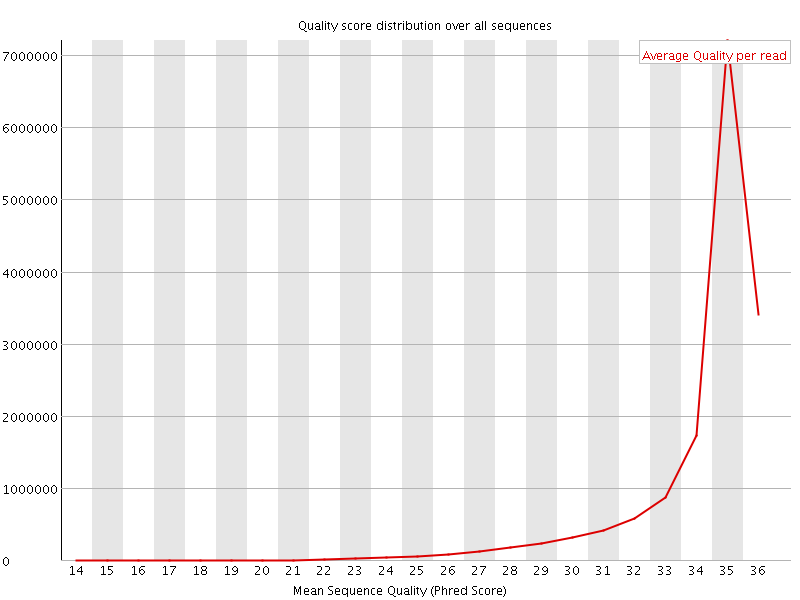 Quality score distribution over all sequences
Average Quality per read
7000000
6000000
5000000
4000000
3000000
2000000
1000000
0
14 15 16 17 18 19 20 21 22 23 24 25 26 27 28 29 30 31 32 33 34 35 36
Mean Sequence Quality (Phred Score)